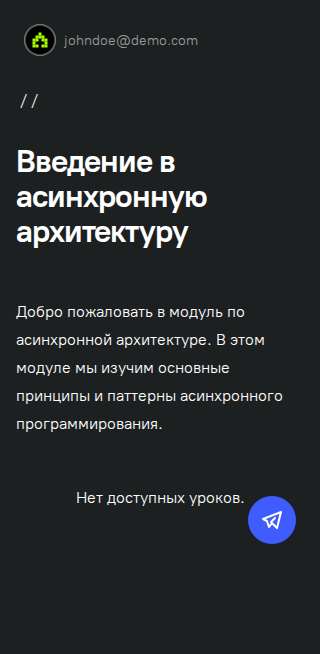 johndoe@demo.com
/ /
Введение в
асинхронную
архитектуру
Добро пожаловать в модуль по
асинхронной архитектуре. В этом
модуле мы изучим основные
принципы и паттерны асинхронного
программирования.
Нет доступных уроков.